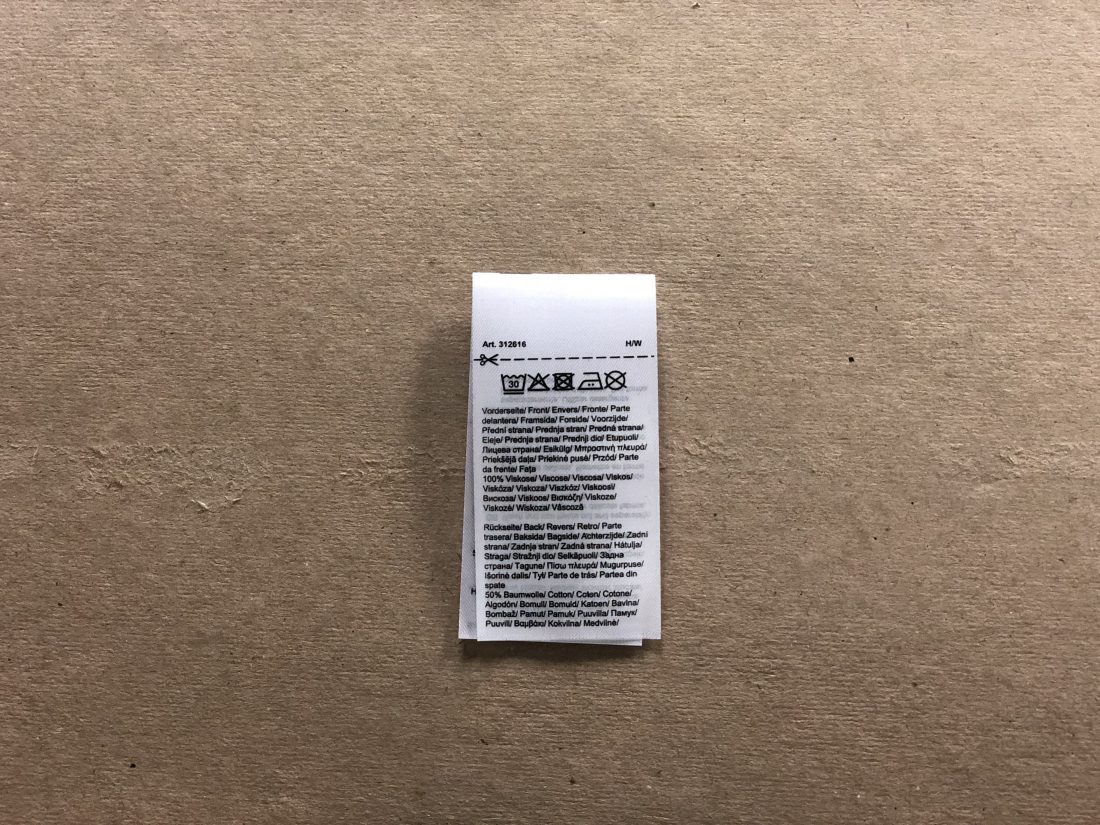 Art. 312616 H/W
30
Vorderseite/ Front/ Envers/ Fronte/ Parte
delantera/ Framsida/ Forside/ Voorzijde/
Přední strana/ Prednja stran/ Predná strana/
Eleje/ Prednja strana/ Prednji dio/ Etupuoli/
Лицева страна/ Esikülg/ Μπροστινή πλευρά/
Priekšējā daļa/ Priekinė pusė/ Przód/ Parte
da frente/ Faţa
100% Viskose/ Viscose/ Viscosa/ Viskos/
Viskóza/ Viskoza/ Viszkóz/ Viskoosi/
Вискоза/ Viskoos/ Βισκόζη/ Viskoze/
Viskozė/ Wiskoza/ Vâscoză
Rückseite/ Back/ Revers/ Retro/ Parte
trasera/ Baksida/ Bagside/ Achterzijde/ Zadní
strana/ Zadnja stran/ Zadná strana/ Hátulja/
Straga/ Stražnji dio/ Selkäpuoli/ Задна
страна/ Tagune/ Πίσω πλευρά/ Mugurpuse/
Išorinė dalis/ Tył/ Parte de trás/ Partea din
spate
50% Baumwolle/ Cotton/ Coton/ Cotone/
Algodón/ Bomull/ Bomuld/ Katoen/ Bavlna/
Bombaž/ Pamut/ Pamuk/ Puuvilla/ Памук/
Puuvill/ Βαμβάκι/ Kokvilna/ Medvilnė/